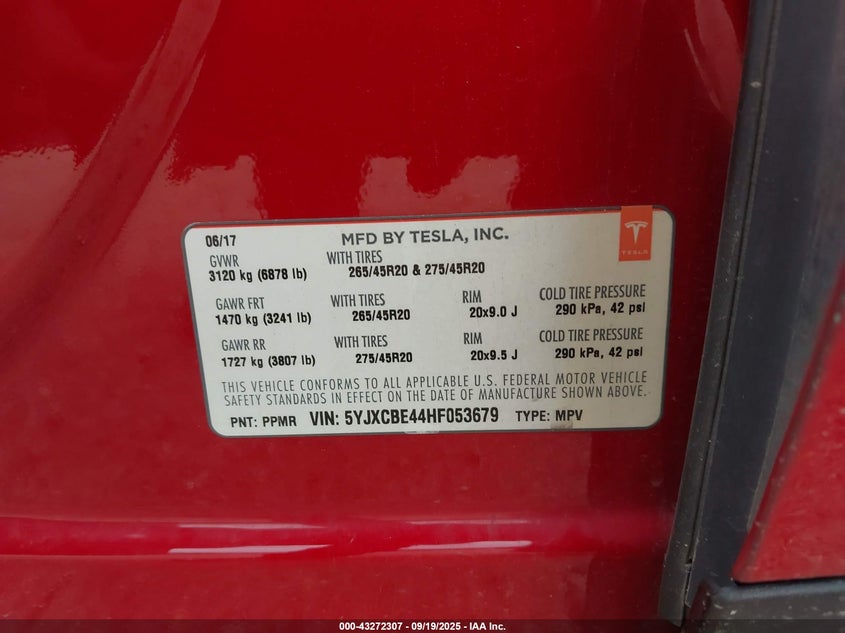 06/17 MFD BY TESLA, INC.
TESLA
GVWR WITH TIRES
3120 kg (6878 lb) 265/45R20 & 275/45R20
GAWR FRT WITH TIRES RIM COLD TIRE PRESSURE
1470 kg (3241 lb) 265/45R20 20x9.0 J 290 kPa, 42 psi
GAWR RR WITH TIRES RIM COLD TIRE PRESSURE
1727 kg (3807 lb) 275/45R20 20x9.5 J 290 kPa, 42 psi
THIS VEHICLE CONFORMS TO ALL APPLICABLE U.S. FEDERAL MOTOR VEHICLE
SAFETY STANDARDS IN EFFECT ON THE DATE OF MANUFACTURE SHOWN ABOVE.
PNT: PPMR VIN: 5YJXCBE44HF053679 TYPE: MPV
000-43272307 - 09/19/2025 - IAA Inc.